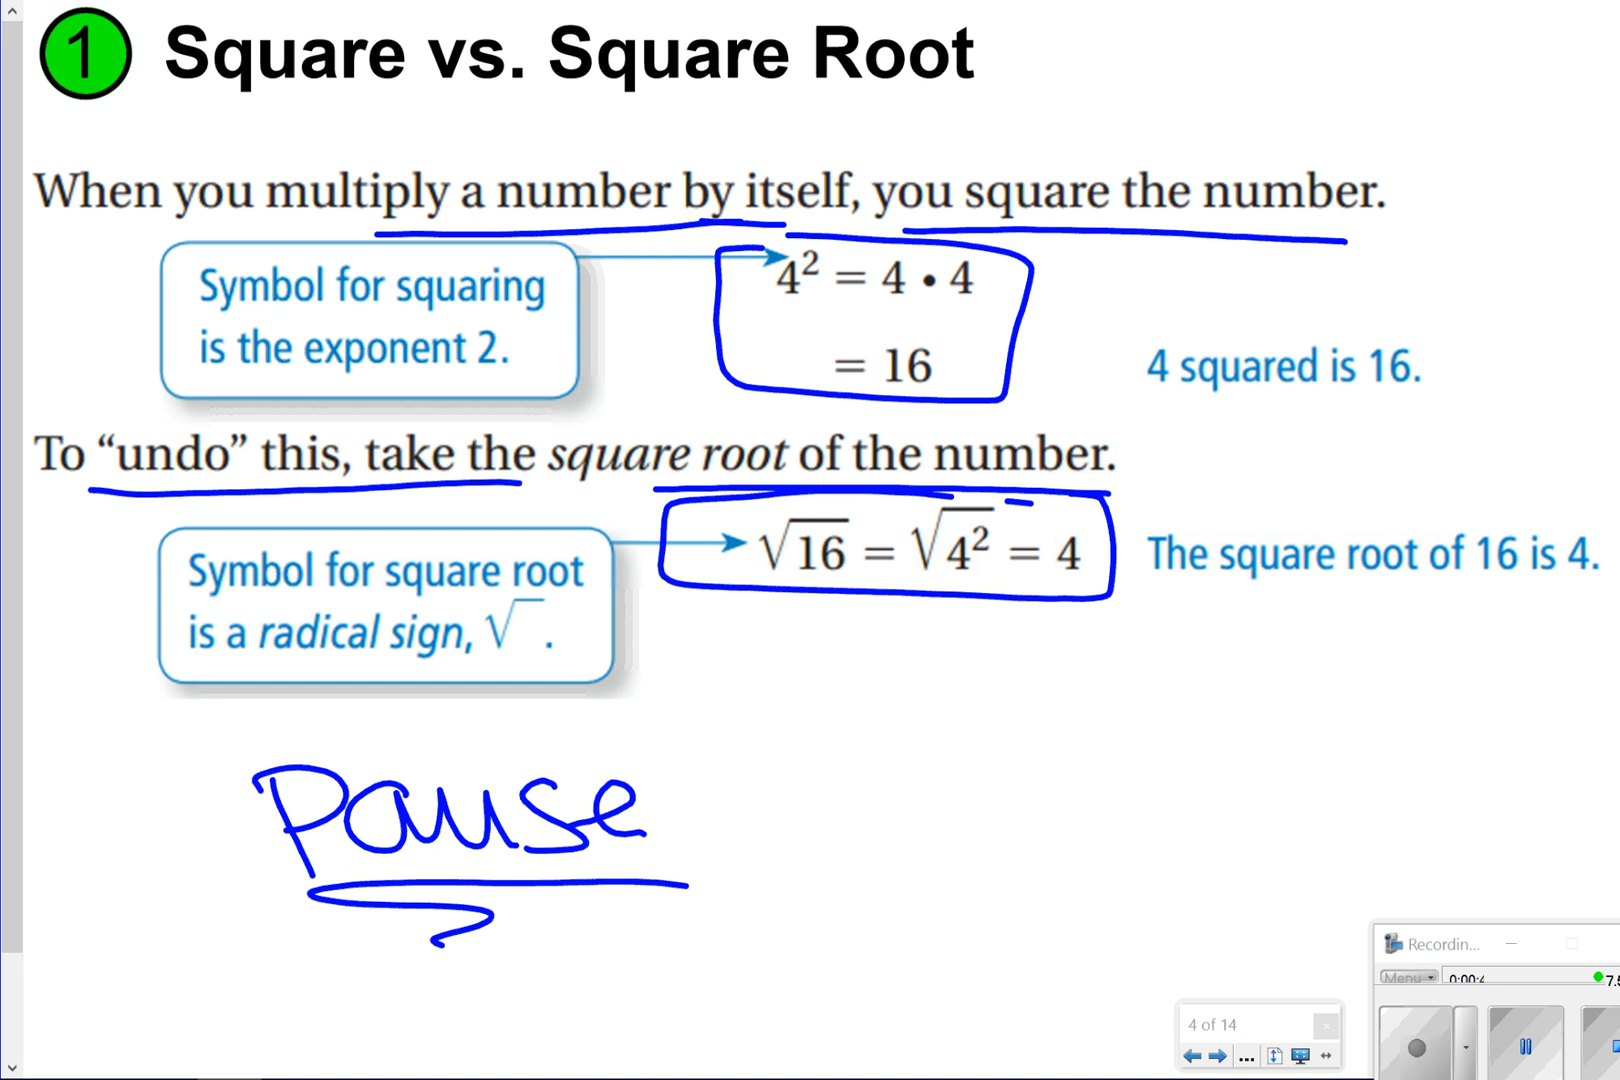 1 Square vs. Square Root
When you multiply a number by itself, you square the number.
Symbol for squaring
is the exponent 2.
4² = 4 • 4
= 16
4 squared is 16.
To “undo” this, take the square root of the number.
Symbol for square root
is a radical sign, √ .
√16 = √4² = 4
The square root of 16 is 4.
Pause
Recordin...
Menu
4 of 14
...